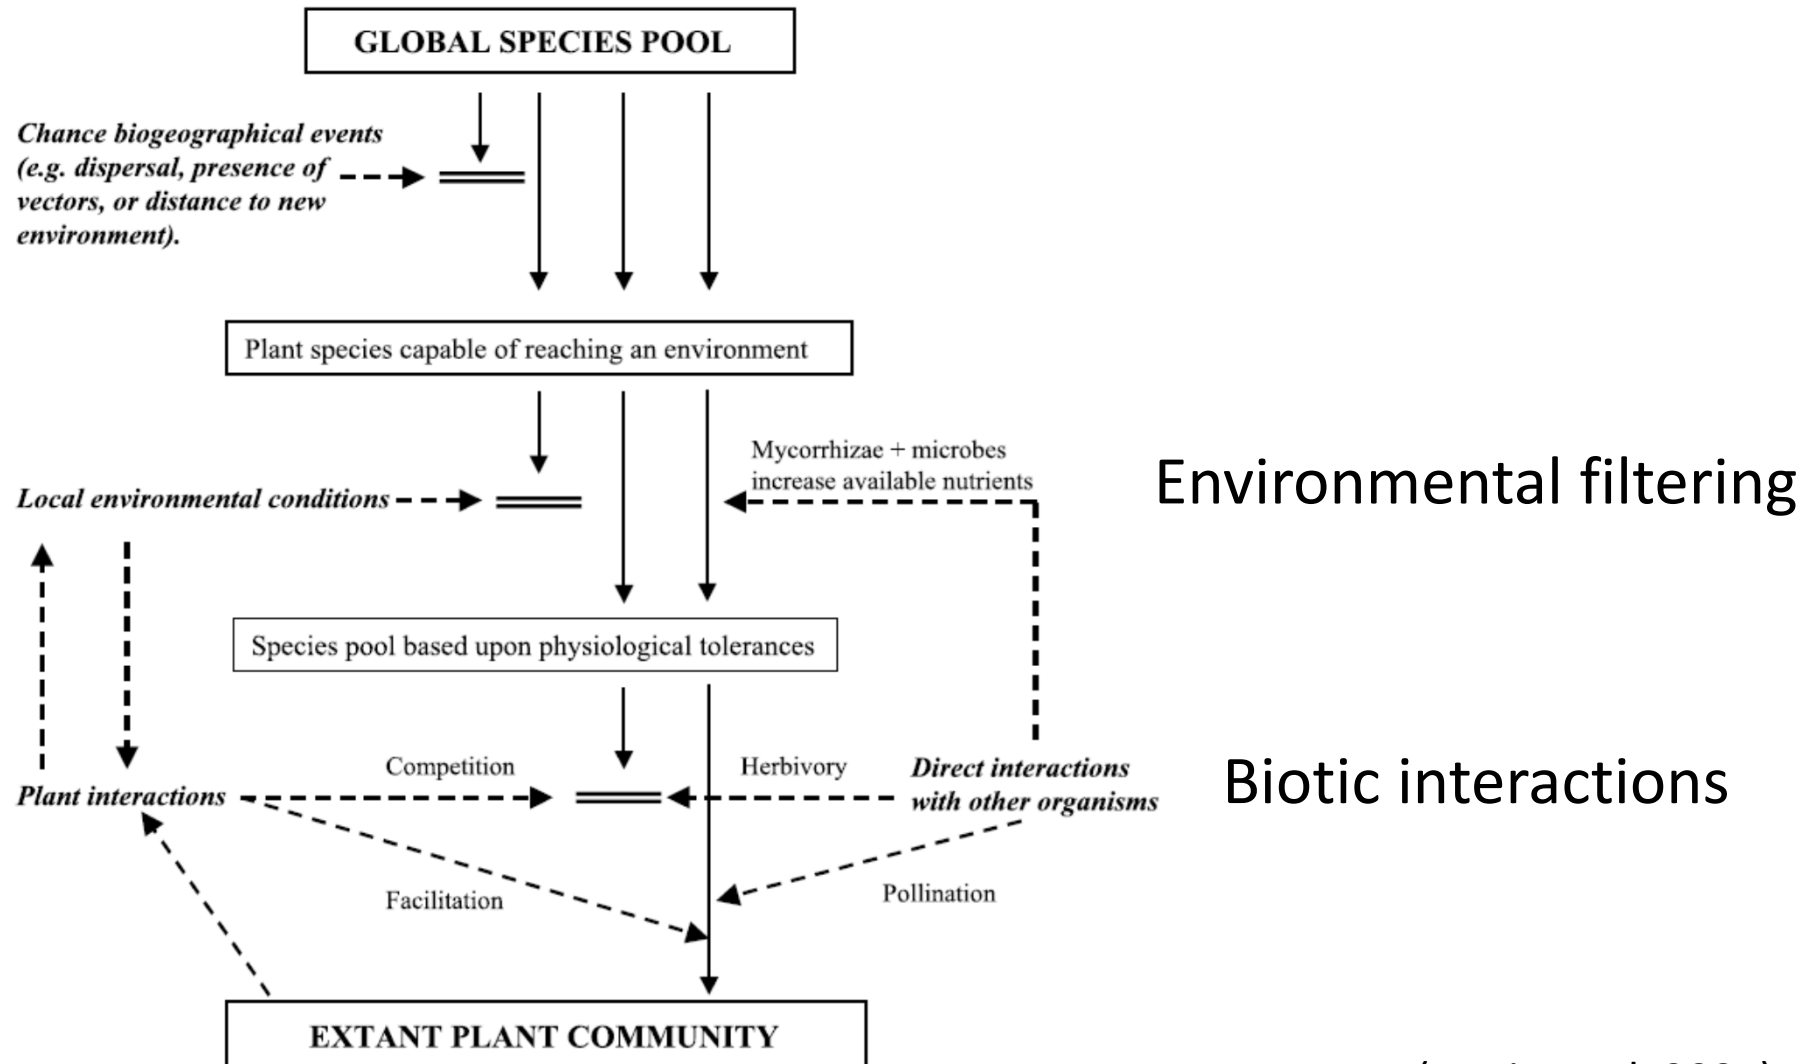 GLOBAL SPECIES POOL
Chance biogeographical events
(e.g. dispersal, presence of
vectors, or distance to new
environment).
Plant species capable of reaching an environment
Mycorrhizae + microbes
increase available nutrients
Environmental filtering
Local environmental conditions
Species pool based upon physiological tolerances
Competition
Herbivory
Direct interactions
with other organisms
Biotic interactions
Plant interactions
Facilitation
Pollination
EXTANT PLANT COMMUNITY